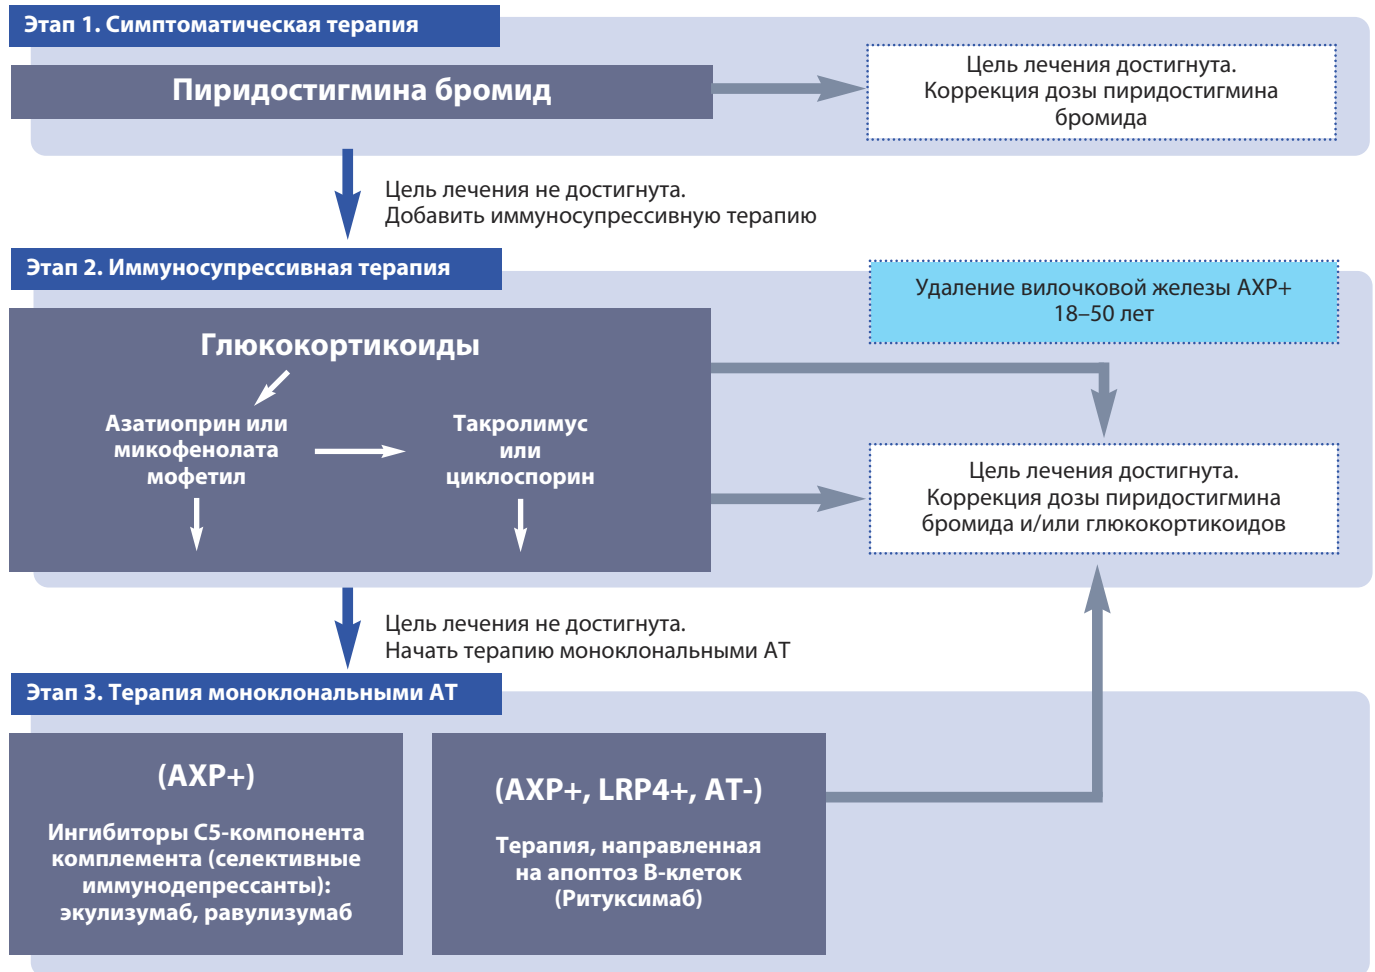 Этап 1. Симптоматическая терапия
Пиридостигмина бромид
Цель лечения достигнута.
Коррекция дозы пиридостигмина
бромида
Цель лечения не достигнута.
Добавить иммуносупрессивную терапию
Этап 2. Иммуносупрессивная терапия
Удаление вилочковой железы АХР+
18–50 лет
Глюкокортикоиды
Азатиоприн или
микофенолата
мофетил
Такролимус
или
циклоспорин
Цель лечения достигнута.
Коррекция дозы пиридостигмина
бромида и/или глюкокортикоидов
Цель лечения не достигнута.
Начать терапию моноклональными АТ
Этап 3. Терапия моноклональными АТ
(АХР+)
Ингибиторы С5-компонента
комплемента (селективные
иммунодепрессанты):
экулизумаб, равулизумаб
(АХР+, LRP4+, АТ-)
Терапия, направленная
на апоптоз В-клеток
(Ритуксимаб)